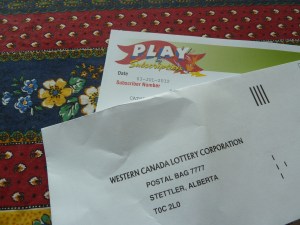 PLAY
Date
Subscriber Number
WESTERN CANADA LOTTERY CORPORATION
POSTAL BAG 7777
STETTLER, ALBERTA
T0C 2L0